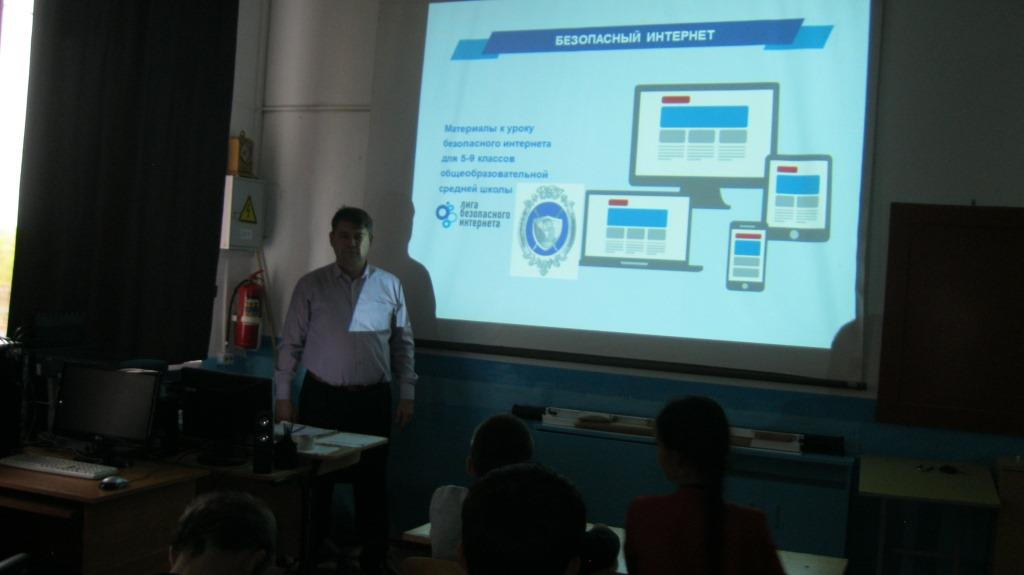 БЕЗОПАСНЫЙ ИНТЕРНЕТ
Материалы к уроку
безопасного интернета
для 5-9 классов
общеобразовательной
средней школы
лига
безопасного
интернета